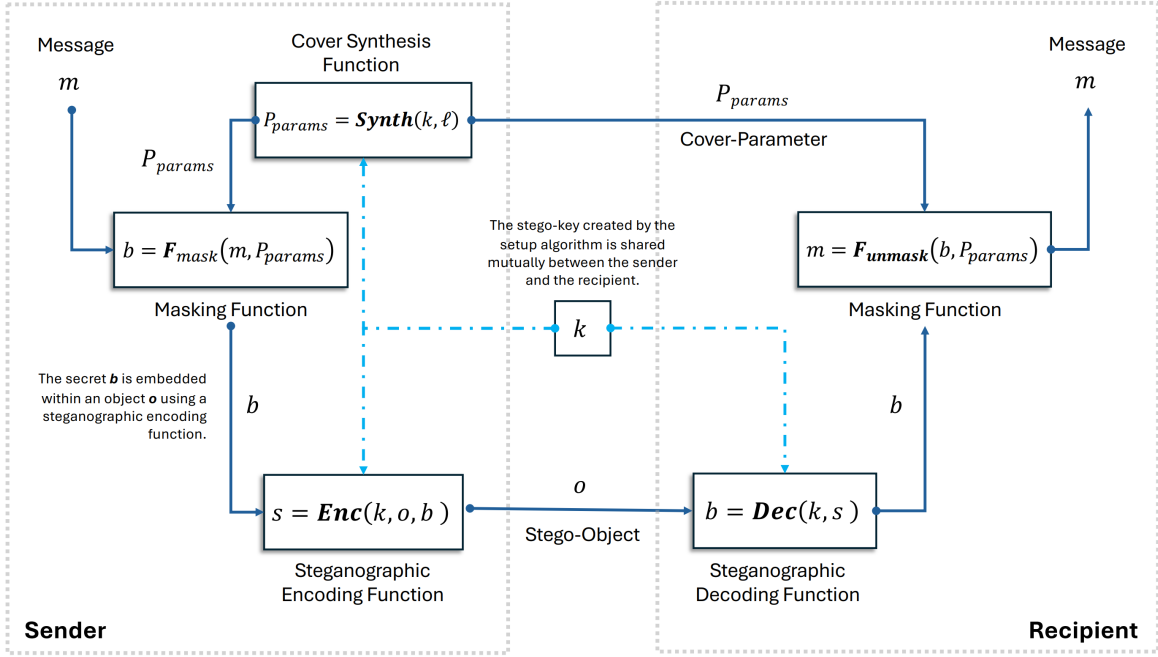 Message
m
Cover Synthesis
Function
P_params = Synth(k, ℓ)
P_params
Cover-Parameter
Message
m
P_params
b = F_mask(m, P_params)
Masking Function
The stego-key created by the
setup algorithm is shared
mutually between the sender
and the recipient.
k
m = F_unmask(b, P_params)
Masking Function
The secret b is embedded
within an object o using a
steganographic encoding
function.
b
b
s = Enc(k, o, b )
Steganographic
Encoding Function
o
Stego-Object
b = Dec(k, s )
Steganographic
Decoding Function
Sender
Recipient